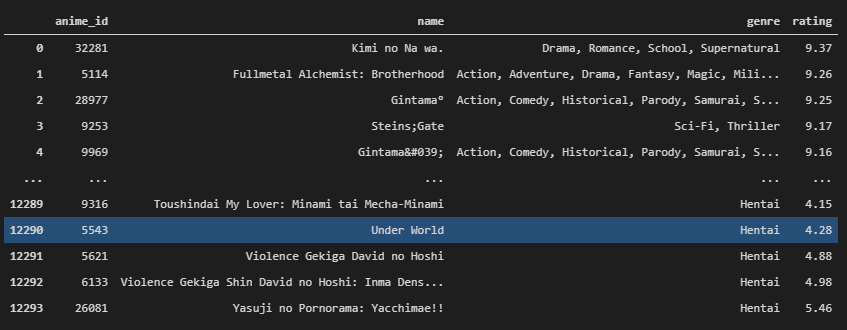 anime_id name genre rating
0 32281 Kimi no Na wa. Drama, Romance, School, Supernatural 9.37
1 5114 Fullmetal Alchemist: Brotherhood Action, Adventure, Drama, Fantasy, Magic, Mili... 9.26
2 28977 Gintama° Action, Comedy, Historical, Parody, Samurai, S... 9.25
3 9253 Steins;Gate Sci-Fi, Thriller 9.17
4 9969 Gintama&#039; Action, Comedy, Historical, Parody, Samurai, S... 9.16
... ... ... ... ...
12289 9316 Toushindai My Lover: Minami tai Mecha-Minami Hentai 4.15
12290 5543 Under World Hentai 4.28
12291 5621 Violence Gekiga David no Hoshi Hentai 4.88
12292 6133 Violence Gekiga Shin David no Hoshi: Inma Dens... Hentai 4.98
12293 26081 Yasuji no Pornorama: Yacchimae!! Hentai 5.46